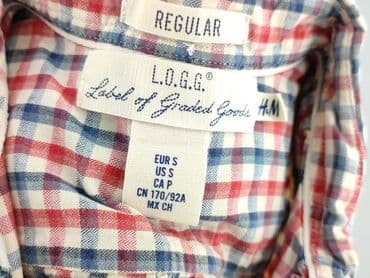 REGULAR
L.O.G.G.®
Label of Graded Goods
H&M
EUR S
US S
CA P
CN 170/92A
MX CH